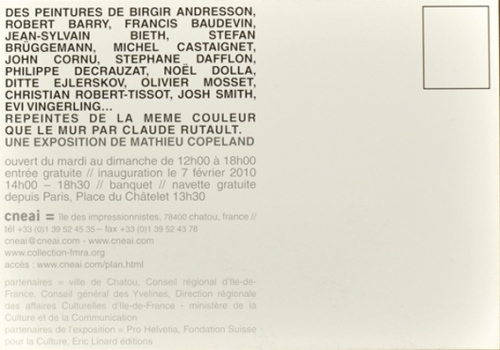 DES PEINTURES DE BIRGIR ANDRESSON,
ROBERT BARRY, FRANCIS BAUDEVIN,
JEAN-SYLVAIN BIETH, STEFAN
BRÜGGEMANN, MICHEL CASTAIGNET,
JOHN CORNU, STEPHANE DAFFLON,
PHILIPPE DECRAUZAT, NOËL DOLLA,
DITTE EJLERSKOV, OLIVIER MOSSET,
CHRISTIAN ROBERT-TISSOT, JOSH SMITH,
EVI VINGERLING...
REPEINTES DE LA MEME COULEUR
QUE LE MUR PAR CLAUDE RUTAULT.
UNE EXPOSITION DE MATHIEU COPELAND
ouvert du mardi au dimanche de 12h00 à 18h00
entrée gratuite // inauguration le 7 février 2010
14h00 – 18h30 // banquet // navette gratuite
depuis Paris, Place du Châtelet 13h30
cneai = île des impressionnistes, 78400 chatou, france //
tél +33 (0)1 39 52 45 35 – fax +33 (0)1 39 52 43 78
cneai@cneai.com - www.cneai.com
www.collection-fmra.org
accès : www.cneai.com/plan.html
partenaires = ville de Chatou, Conseil régional d'Ile-de-
France, Conseil général des Yvelines, Direction régionale
des affaires Culturelles d'Ile-de-France - ministère de la
Culture et de la Communication
partenaires de l'exposition = Pro Helvetia, Fondation Suisse
pour la Culture, Eric Linard éditions